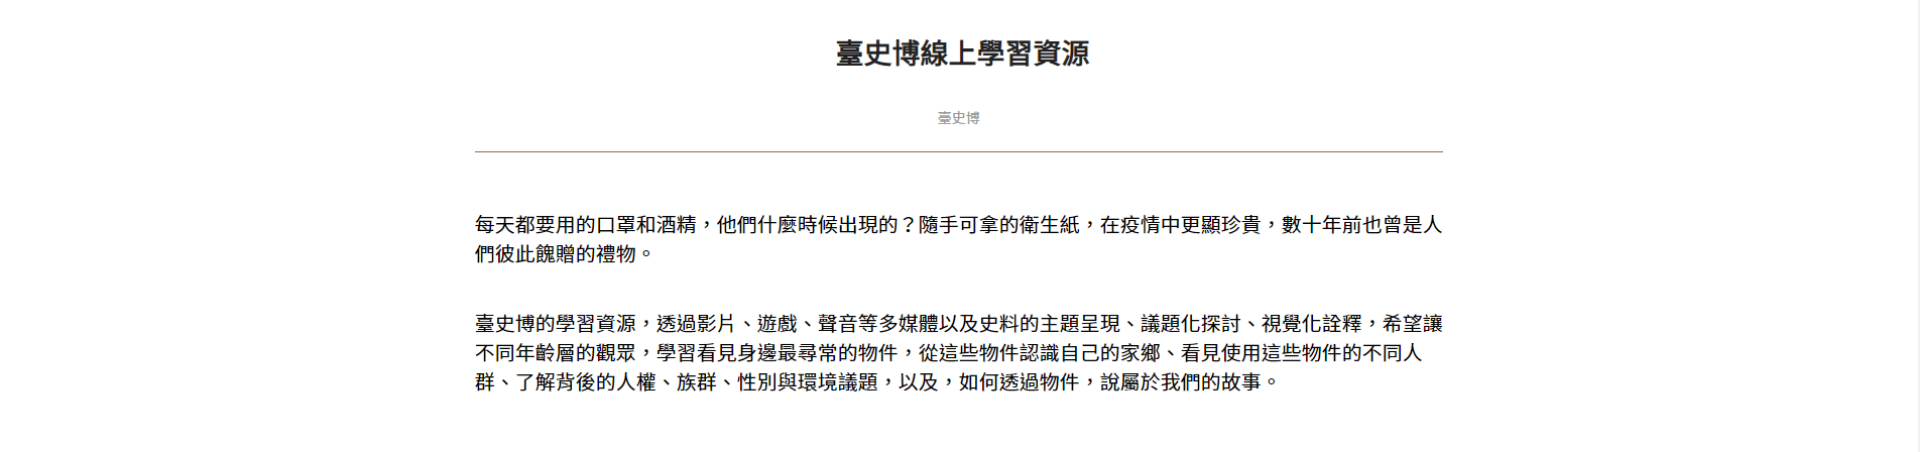 臺史博線上學習資源
臺史博
每天都要用的口罩和酒精，他們什麼時候出現的？隨手可拿的衛生紙，在疫情中更顯珍貴，數十年前也曾是人
們彼此餽贈的禮物。
臺史博的學習資源，透過影片、遊戲、聲音等多媒體以及史料的主題呈現、議題化探討、視覺化詮釋，希望讓
不同年齡層的觀眾，學習看見身邊最尋常的物件，從這些物件認識自己的家鄉、看見使用這些物件的不同人
群、了解背後的人權、族群、性別與環境議題，以及，如何透過物件，說屬於我們的故事。